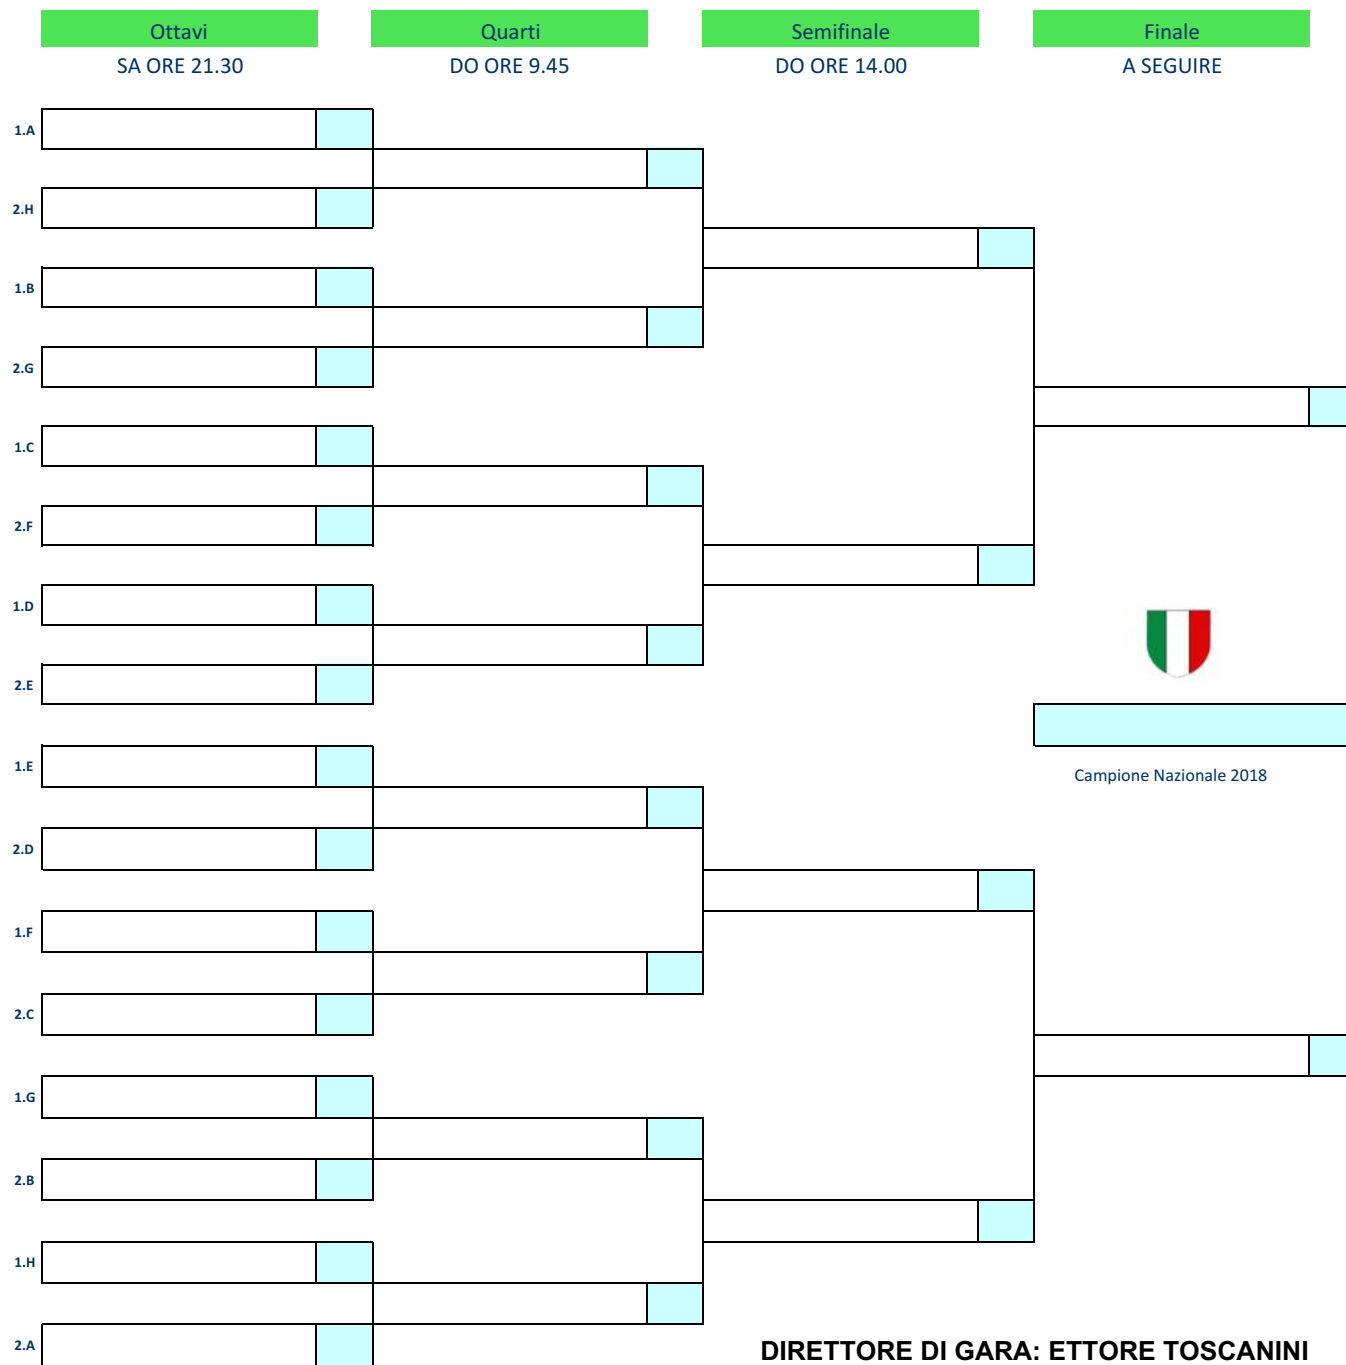 Ottavi Quarti Semifinale Finale
SA ORE 21.30 DO ORE 9.45 DO ORE 14.00 A SEGUIRE
1.A
2.H
1.B
2.G
1.C
2.F
1.D
2.E
1.E
Campione Nazionale 2018
2.D
1.F
2.C
1.G
2.B
1.H
2.A
DIRETTORE DI GARA: ETTORE TOSCANINI